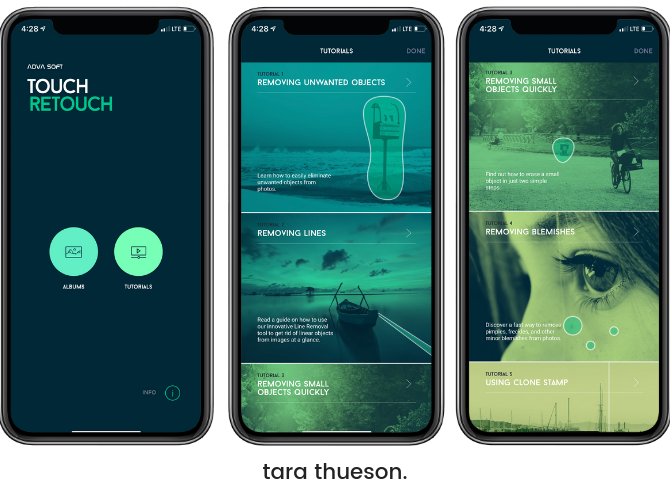 4:28
LTE
ADVA SOFT
TOUCH
RETOUCH
ALBUMS
TUTORIALS
INFO
i
4:28
LTE
TUTORIALS
DONE
TUTORIAL 1
REMOVING UNWANTED OBJECTS
Learn how to easily eliminate
unwanted objects from
photos.
REMOVING LINES
Read a guide on how to use
our innovative Line Removal
tool to get rid of linear objects
from images at a glance.
TUTORIAL 3
REMOVING SMALL
OBJECTS QUICKLY
4:28
LTE
TUTORIALS
DONE
TUTORIAL 3
REMOVING SMALL
OBJECTS QUICKLY
Find out how to erase a small
object in just two simple
steps.
TUTORIAL 4
REMOVING BLEMISHES
Discover a fast way to remove
pimples, freckles, and other
minor blemishes from photos.
TUTORIAL 5
USING CLONE STAMP
tara thueson.